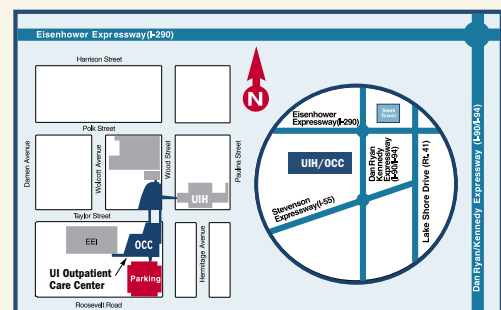 Eisenhower Expressway(I-290)
Harrison Street
N
Polk Street
Damen Avenue
Wolcott Avenue
Wood Street
Paulina Street
UIH
Taylor Street
EEI
OCC
Hermitage Avenue
UI Outpatient
Care Center
Parking
Roosevelt Road
Eisenhower
Expressway(I-290)
Sears
Tower
UIH/OCC
Dan Ryan
Kennedy
Expressway
(I-90/I-94)
Stevenson
Expressway(I-55)
Lake Shore Drive (Rt. 41)
Dan Ryan/Kennedy Expressway (I-90/I-94)